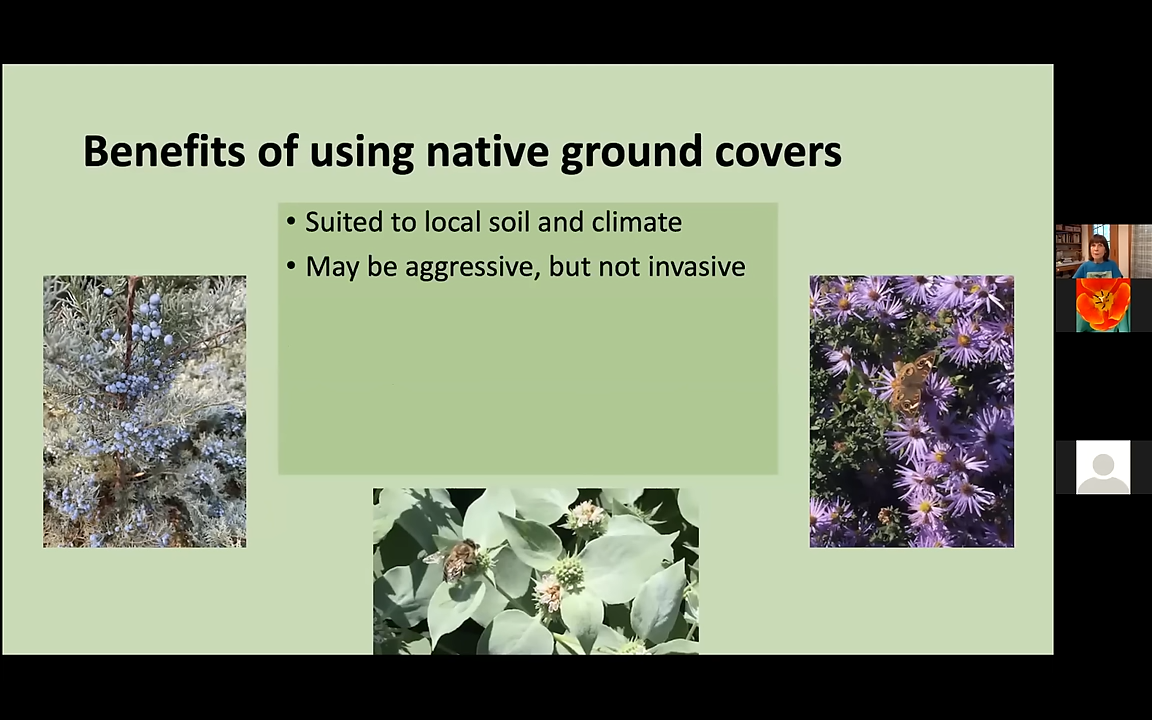 Benefits of using native ground covers
• Suited to local soil and climate
• May be aggressive, but not invasive